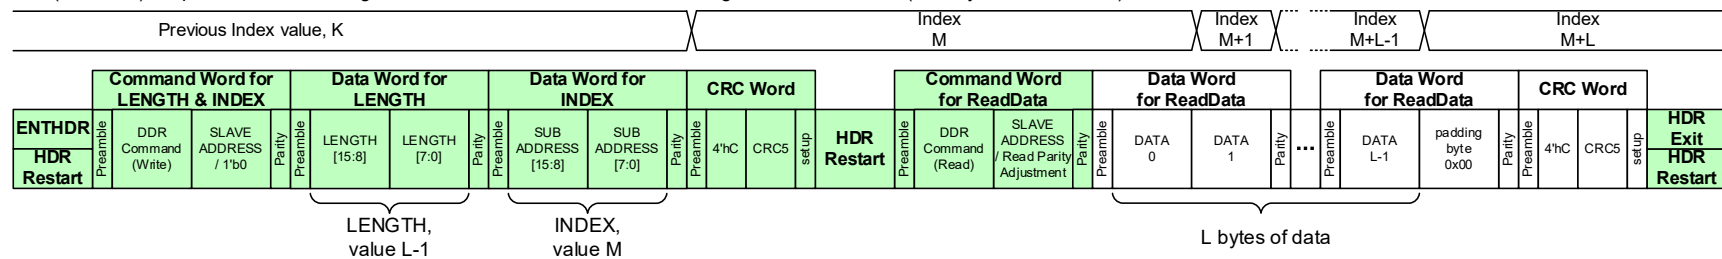 Previous Index value, K
Index
M
Index
M+1
Index
M+L-1
Index
M+L
Command Word for
LENGTH & INDEX
Data Word for
LENGTH
Data Word for
INDEX
CRC Word
Command Word
for ReadData
Data Word
for ReadData
Data Word
for ReadData
CRC Word
ENTHDR
HDR
Restart
Preamble
DDR
Command
(Write)
SLAVE
ADDRESS
/ 1'b0
Parity
Preamble
LENGTH
[15:8]
LENGTH
[7:0]
Parity
Preamble
SUB
ADDRESS
[15:8]
SUB
ADDRESS
[7:0]
Parity
Preamble
4'hC
CRC5
setup
HDR
Restart
Preamble
DDR
Command
(Read)
SLAVE
ADDRESS
/ Read Parity
Adjustment
Parity
Preamble
DATA
0
DATA
1
Parity
...
Preamble
DATA
L-1
padding
byte
0x00
Parity
Preamble
4'hC
CRC5
setup
HDR
Exit
HDR
Restart
LENGTH,
value L-1
INDEX,
value M
L bytes of data